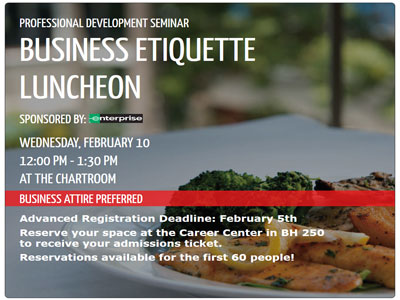 PROFESSIONAL DEVELOPMENT SEMINAR
BUSINESS ETIQUETTE
LUNCHEON
SPONSORED BY: enterprise
WEDNESDAY, FEBRUARY 10
12:00 PM - 1:30 PM
AT THE CHARTROOM
BUSINESS ATTIRE PREFERRED
Advanced Registration Deadline: February 5th
Reserve your space at the Career Center in BH 250
to receive your admissions ticket.
Reservations available for the first 60 people!